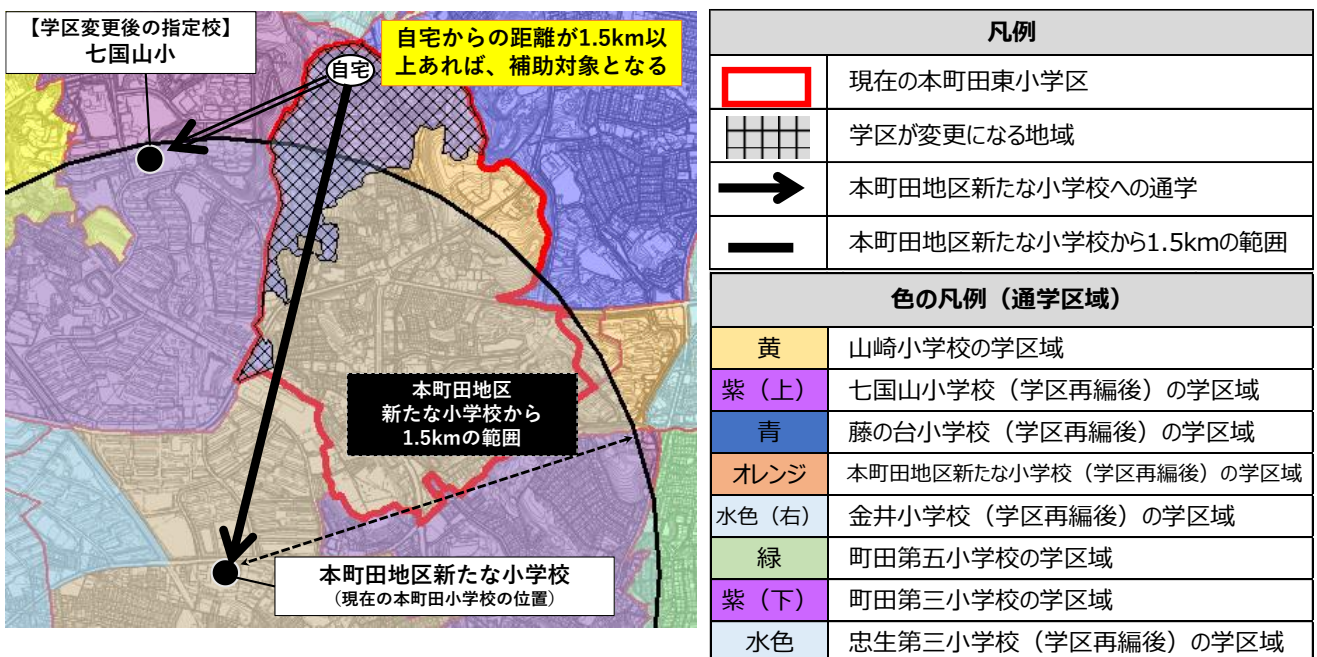 【学区変更後の指定校】
七国山小
自宅からの距離が1.5km以
上あれば、補助対象となる
自宅
本町田地区
新たな小学校から
1.5kmの範囲
本町田地区新たな小学校
（現在の本町田小学校の位置）
凡例
現在の本町田東小学区
学区が変更になる地域
本町田地区新たな小学校への通学
本町田地区新たな小学校から1.5kmの範囲
色の凡例（通学区域）
黄 山崎小学校の学区域
紫（上） 七国山小学校（学区再編後）の学区域
青 藤の台小学校（学区再編後）の学区域
オレンジ 本町田地区新たな小学校（学区再編後）の学区域
水色（右） 金井小学校（学区再編後）の学区域
緑 町田第五小学校の学区域
紫（下） 町田第三小学校の学区域
水色 忠生第三小学校（学区再編後）の学区域